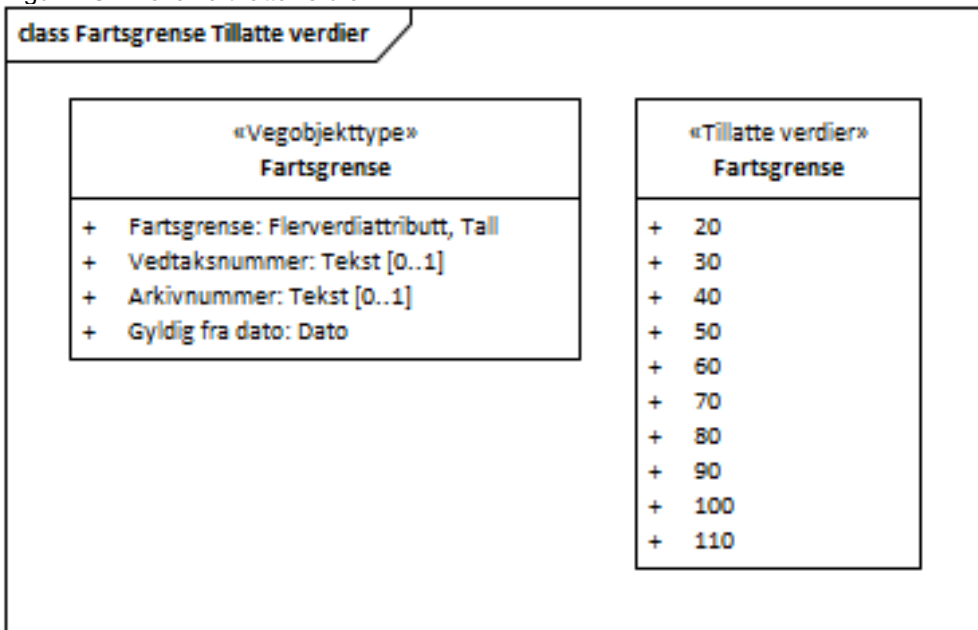 class Fartsgrense Tillatte verdier
«Vegobjekttype»
Fartsgrense
+ Fartsgrense: Flerverdiattributt, Tall
+ Vedtaksnummer: Tekst [0..1]
+ Arkivnummer: Tekst [0..1]
+ Gyldig fra dato: Dato
«Tillatte verdier»
Fartsgrense
+ 20
+ 30
+ 40
+ 50
+ 60
+ 70
+ 80
+ 90
+ 100
+ 110